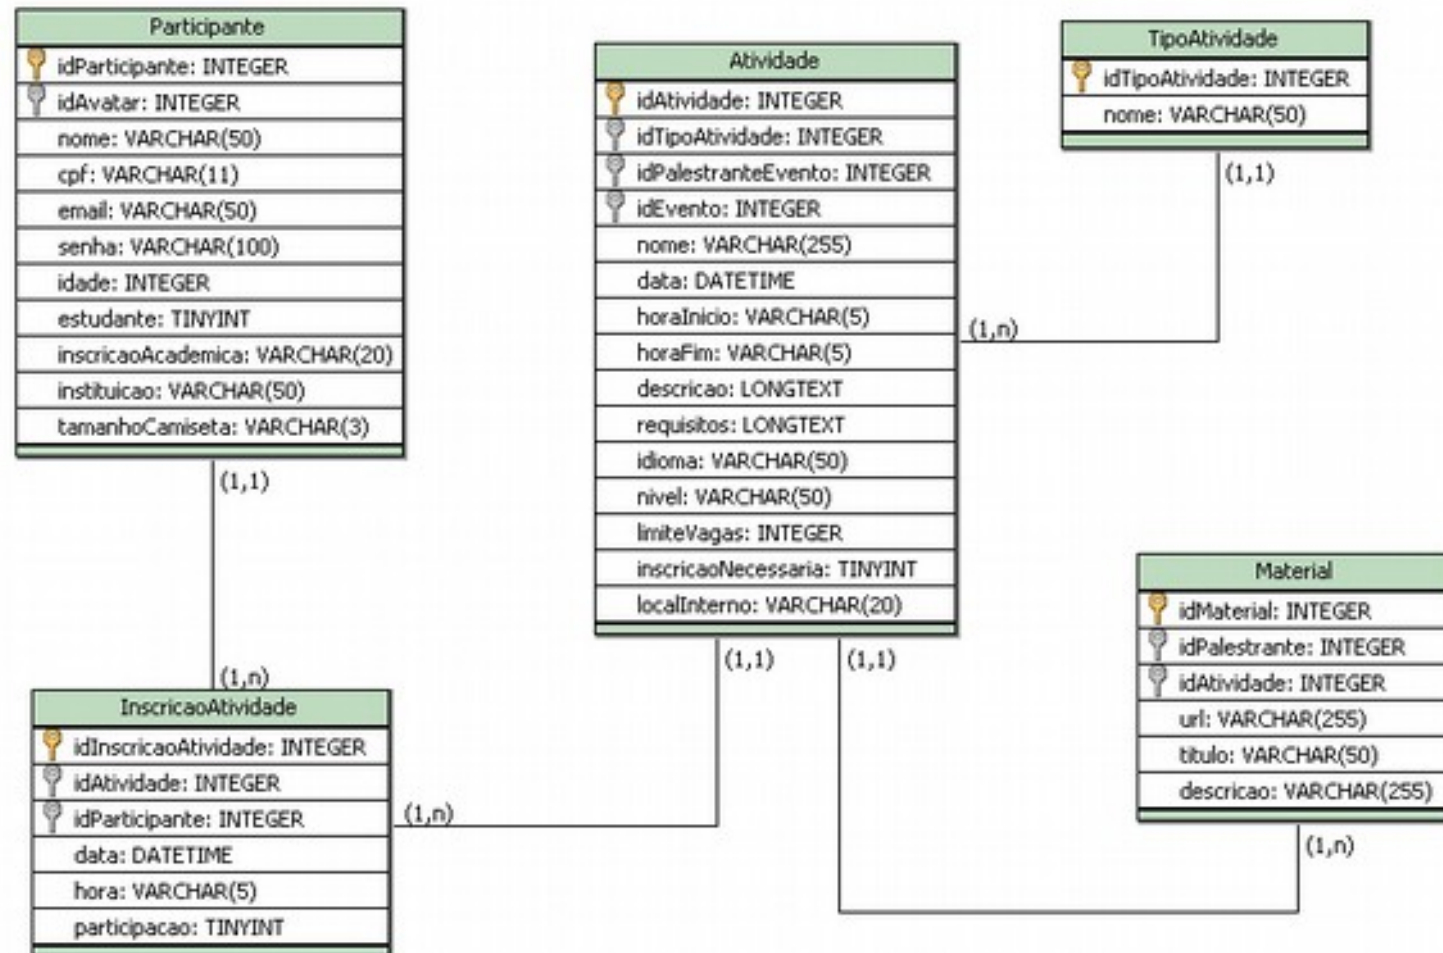 Participante
idParticipante: INTEGER
idAvatar: INTEGER
nome: VARCHAR(50)
cpf: VARCHAR(11)
email: VARCHAR(50)
senha: VARCHAR(100)
idade: INTEGER
estudante: TINYINT
inscricaoAcademica: VARCHAR(20)
instituicao: VARCHAR(50)
tamanhoCamiseta: VARCHAR(3)
(1,1)
(1,n)
InscricaoAtividade
idInscricaoAtividade: INTEGER
idAtividade: INTEGER
idParticipante: INTEGER
data: DATETIME
hora: VARCHAR(5)
participacao: TINYINT
(1,n)
Atividade
idAtividade: INTEGER
idTipoAtividade: INTEGER
idPalestranteEvento: INTEGER
idEvento: INTEGER
nome: VARCHAR(255)
data: DATETIME
horaInicio: VARCHAR(5)
horaFim: VARCHAR(5)
descricao: LONGTEXT
requisitos: LONGTEXT
idioma: VARCHAR(50)
nivel: VARCHAR(50)
limiteVagas: INTEGER
inscricaoNecessaria: TINYINT
localInterno: VARCHAR(20)
(1,1)
(1,1)
(1,n)
TipoAtividade
idTipoAtividade: INTEGER
nome: VARCHAR(50)
(1,1)
Material
idMaterial: INTEGER
idPalestrante: INTEGER
idAtividade: INTEGER
url: VARCHAR(255)
titulo: VARCHAR(50)
descricao: VARCHAR(255)
(1,n)